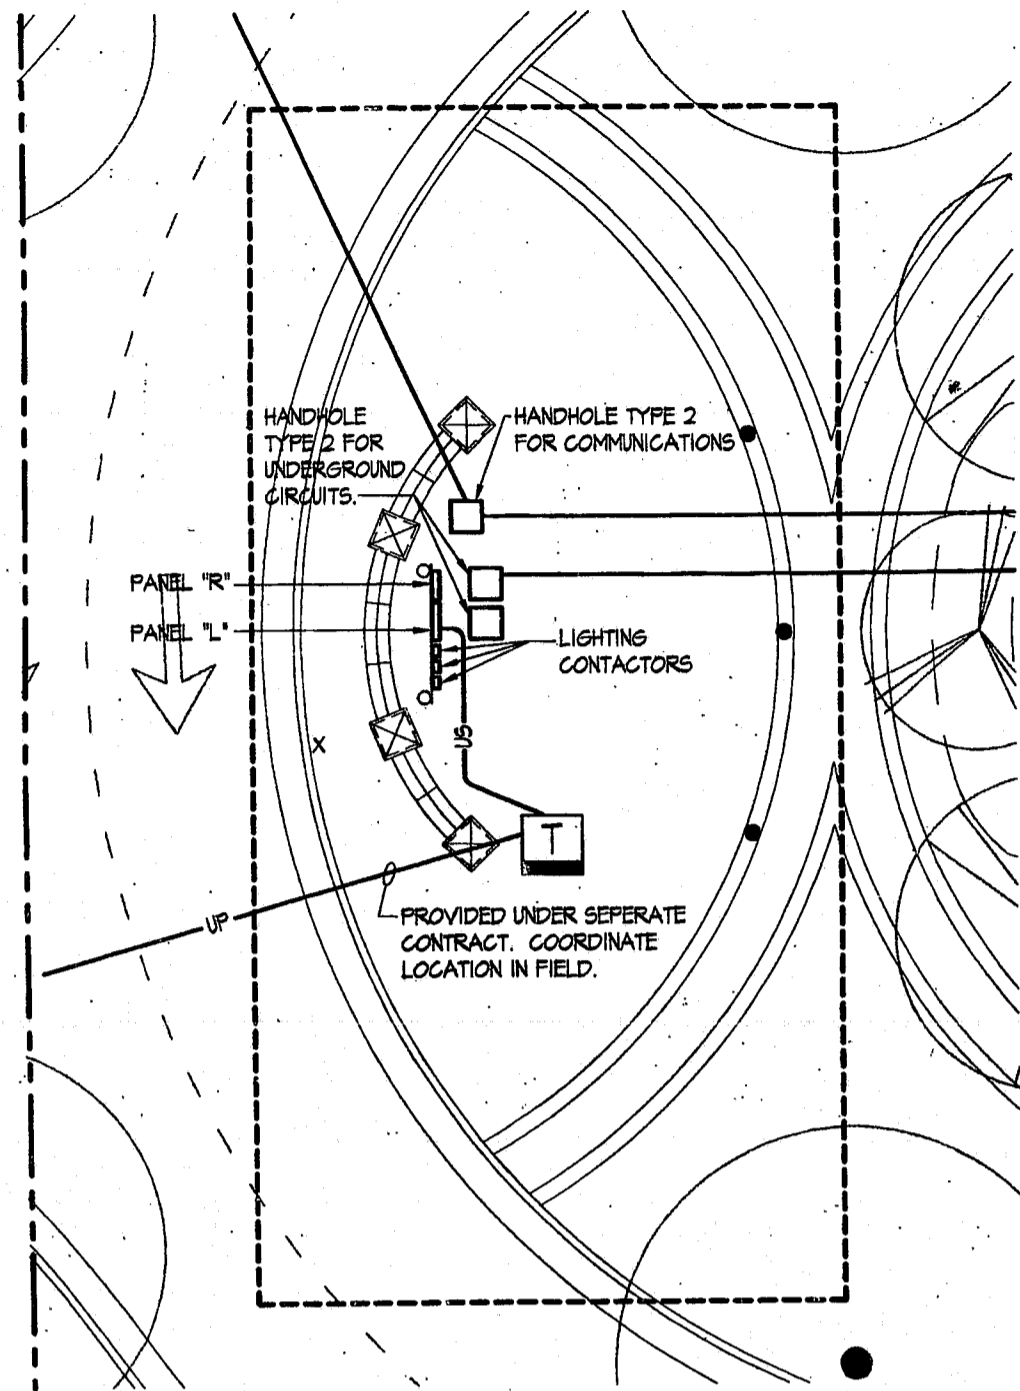 HANDHOLE
TYPE 2 FOR
UNDERGROUND
CIRCUITS.
HANDHOLE TYPE 2
FOR COMMUNICATIONS
PANEL "R"
PANEL "L"
LIGHTING
CONTACTORS
US
X
T
UP
PROVIDED UNDER SEPERATE
CONTRACT. COORDINATE
LOCATION IN FIELD.